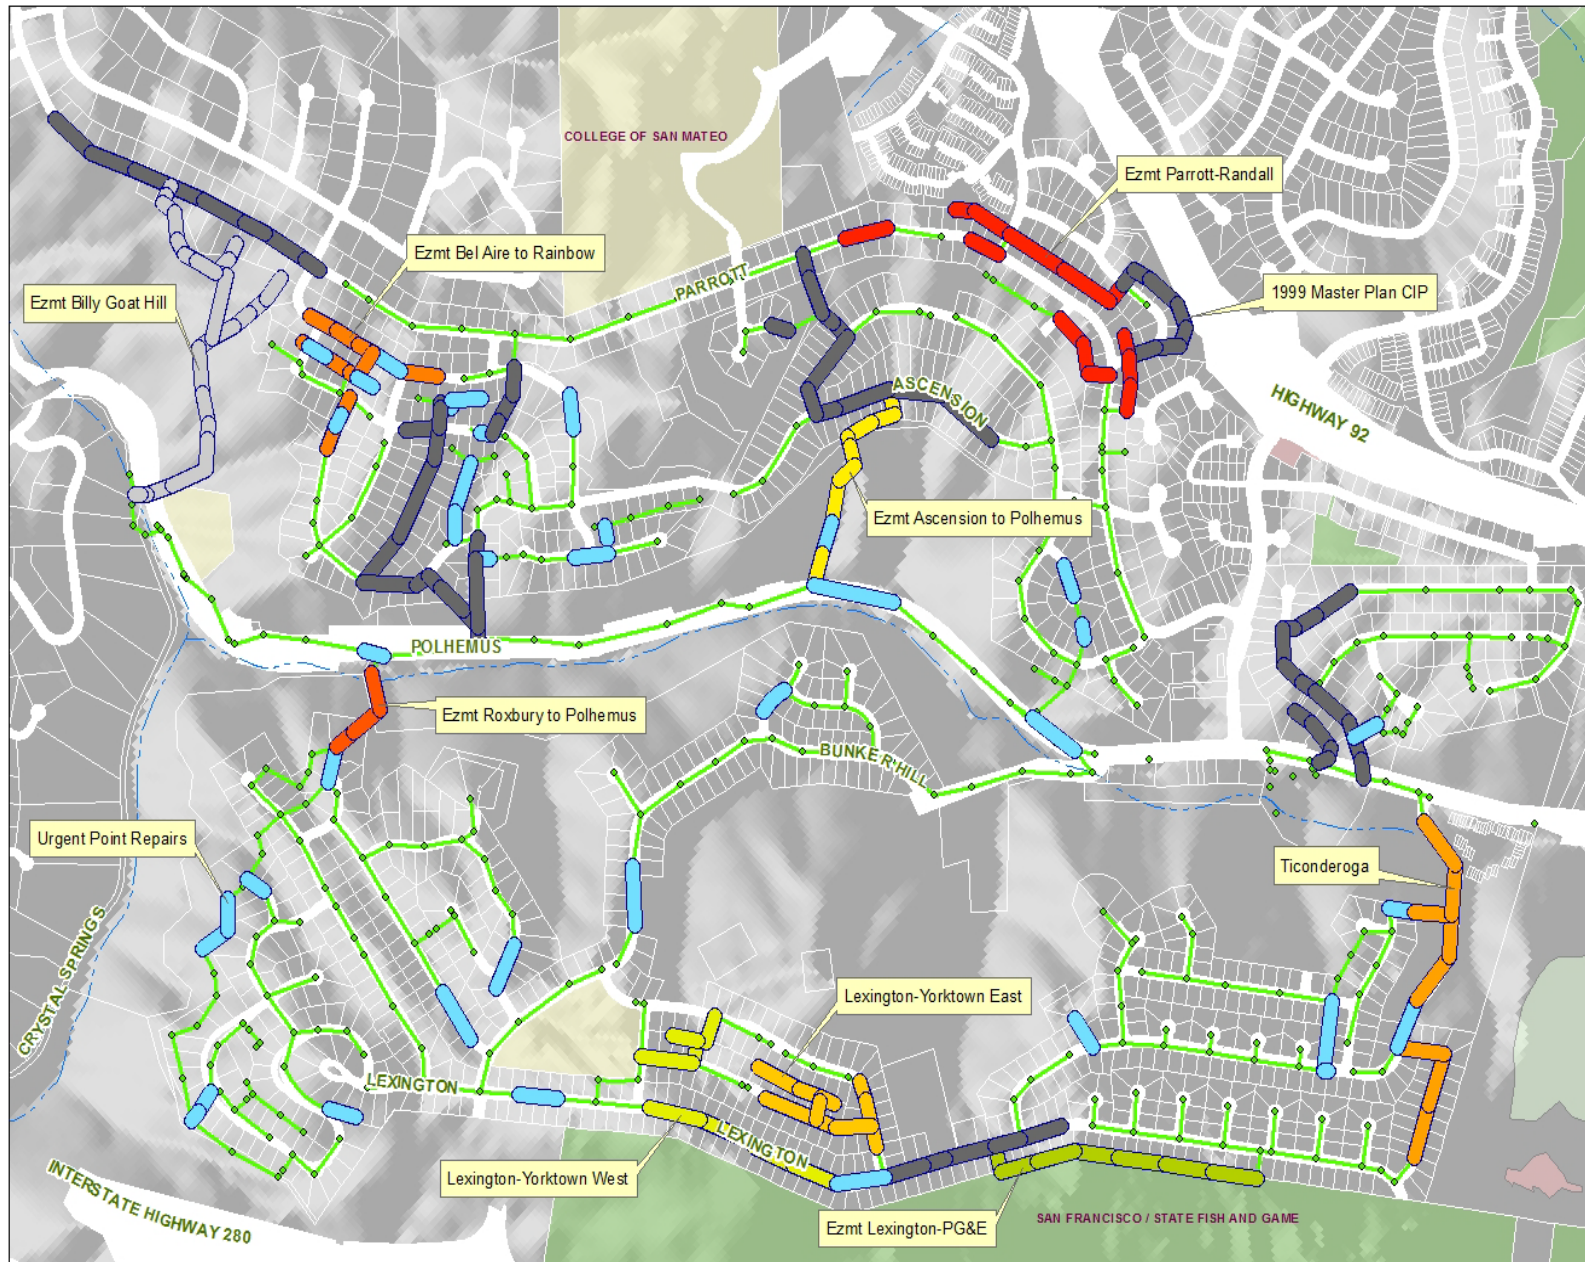 COLLEGE OF SAN MATEO
Ezmt Parrott-Randall
Ezmt Bel Aire to Rainbow
Ezmt Billy Goat Hill
PARROTT
1999 Master Plan CIP
ASCENSION
HIGHWAY 92
Ezmt Ascension to Polhemus
POLHEMUS
Ezmt Roxbury to Polhemus
BUNKER HILL
Urgent Point Repairs
Ticonderoga
CRYSTAL SPRINGS
Lexington-Yorktown East
LEXINGTON
LEXINGTON
Lexington-Yorktown West
INTERSTATE HIGHWAY 280
Ezmt Lexington-PG&E
SAN FRANCISCO / STATE FISH AND GAME